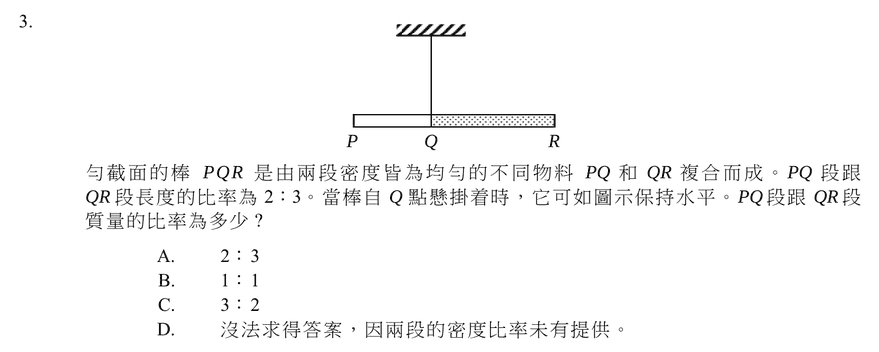 3.
P Q R
勻截面的棒 PQR 是由兩段密度皆為均勻的不同物料 PQ 和 QR 複合而成。PQ 段跟
QR 段長度的比率為 2：3。當棒自 Q 點懸掛着時，它可如圖示保持水平。PQ 段跟 QR 段
質量的比率為多少？
A. 2：3
B. 1：1
C. 3：2
D. 沒法求得答案，因兩段的密度比率未有提供。